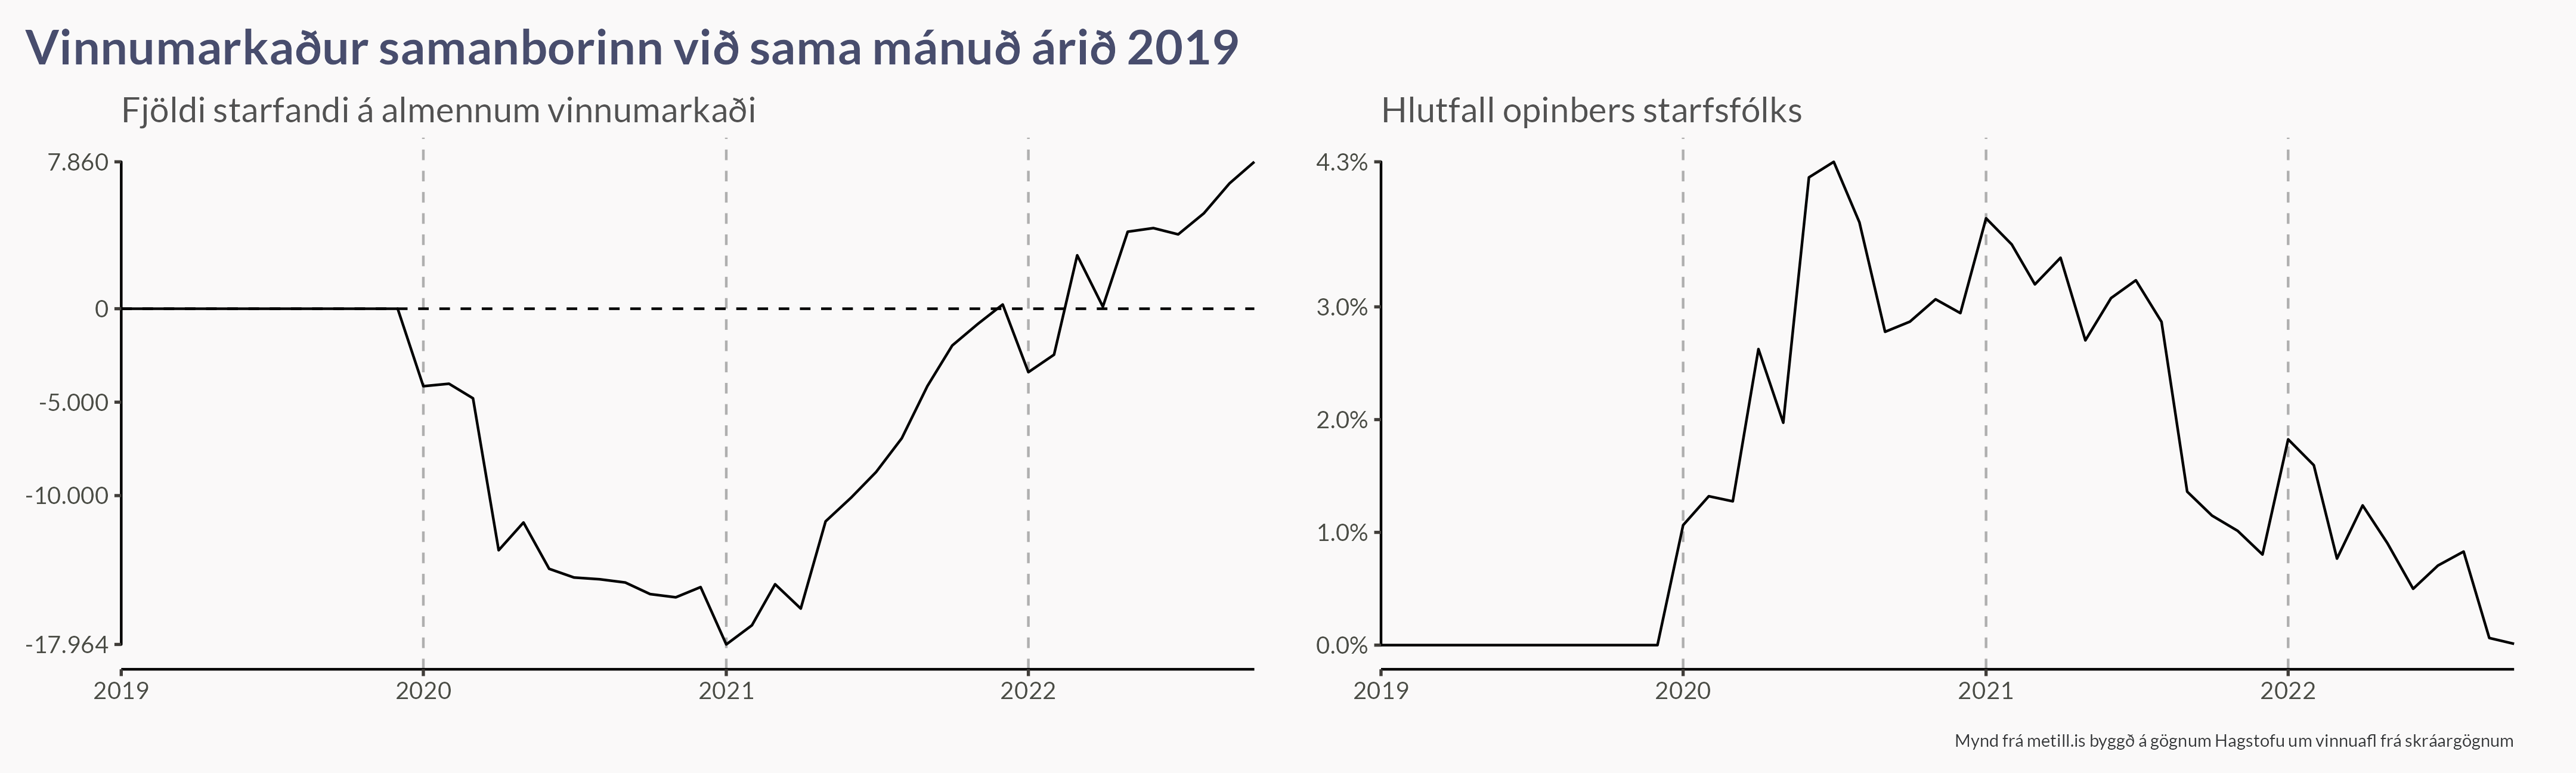 Vinnumarkaður samanborinn við sama mánuð árið 2019
Fjöldi starfandi á almennum vinnumarkaði
7.860
0
-5.000
-10.000
-17.964
2019 2020 2021 2022
Hlutfall opinbers starfsfólks
4.3%
3.0%
2.0%
1.0%
0.0%
2019 2020 2021 2022
Mynd frá metill.is byggð á gögnum Hagstofu um vinnuafl frá skráargögnum